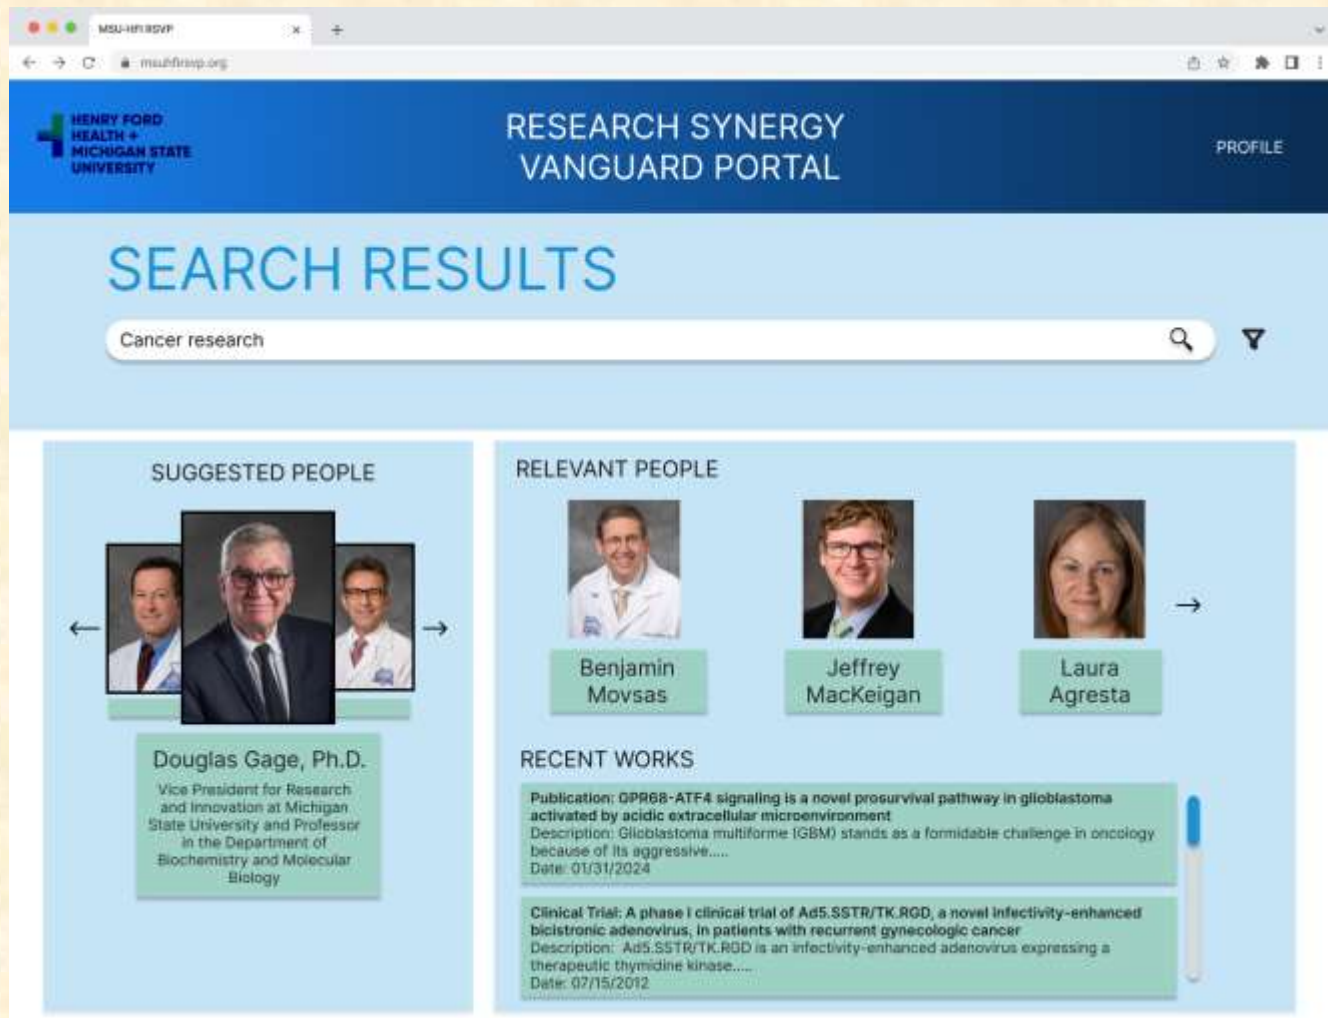 MSU-HFI RSVP
msuhfirsvp.org
HENRY FORD
HEALTH +
MICHIGAN STATE
UNIVERSITY
RESEARCH SYNERGY
VANGUARD PORTAL
PROFILE
SEARCH RESULTS
Cancer research
SUGGESTED PEOPLE
Douglas Gage, Ph.D.
Vice President for Research
and Innovation at Michigan
State University and Professor
in the Department of
Biochemistry and Molecular
Biology
RELEVANT PEOPLE
Benjamin
Movsas
Jeffrey
MacKeigan
Laura
Agresta
RECENT WORKS
Publication: GPR68-ATF4 signaling is a novel prosurvival pathway in glioblastoma
activated by acidic extracellular microenvironment
Description: Glioblastoma multiforme (GBM) stands as a formidable challenge in oncology
because of its aggressive.....
Date: 01/31/2024
Clinical Trial: A phase I clinical trial of Ad5.SSTR/TK.RGD, a novel infectivity-enhanced
bicistronic adenovirus, in patients with recurrent gynecologic cancer
Description: Ad5.SSTR/TK.RGD is an infectivity-enhanced adenovirus expressing a
therapeutic thymidine kinase.....
Date: 07/15/2012